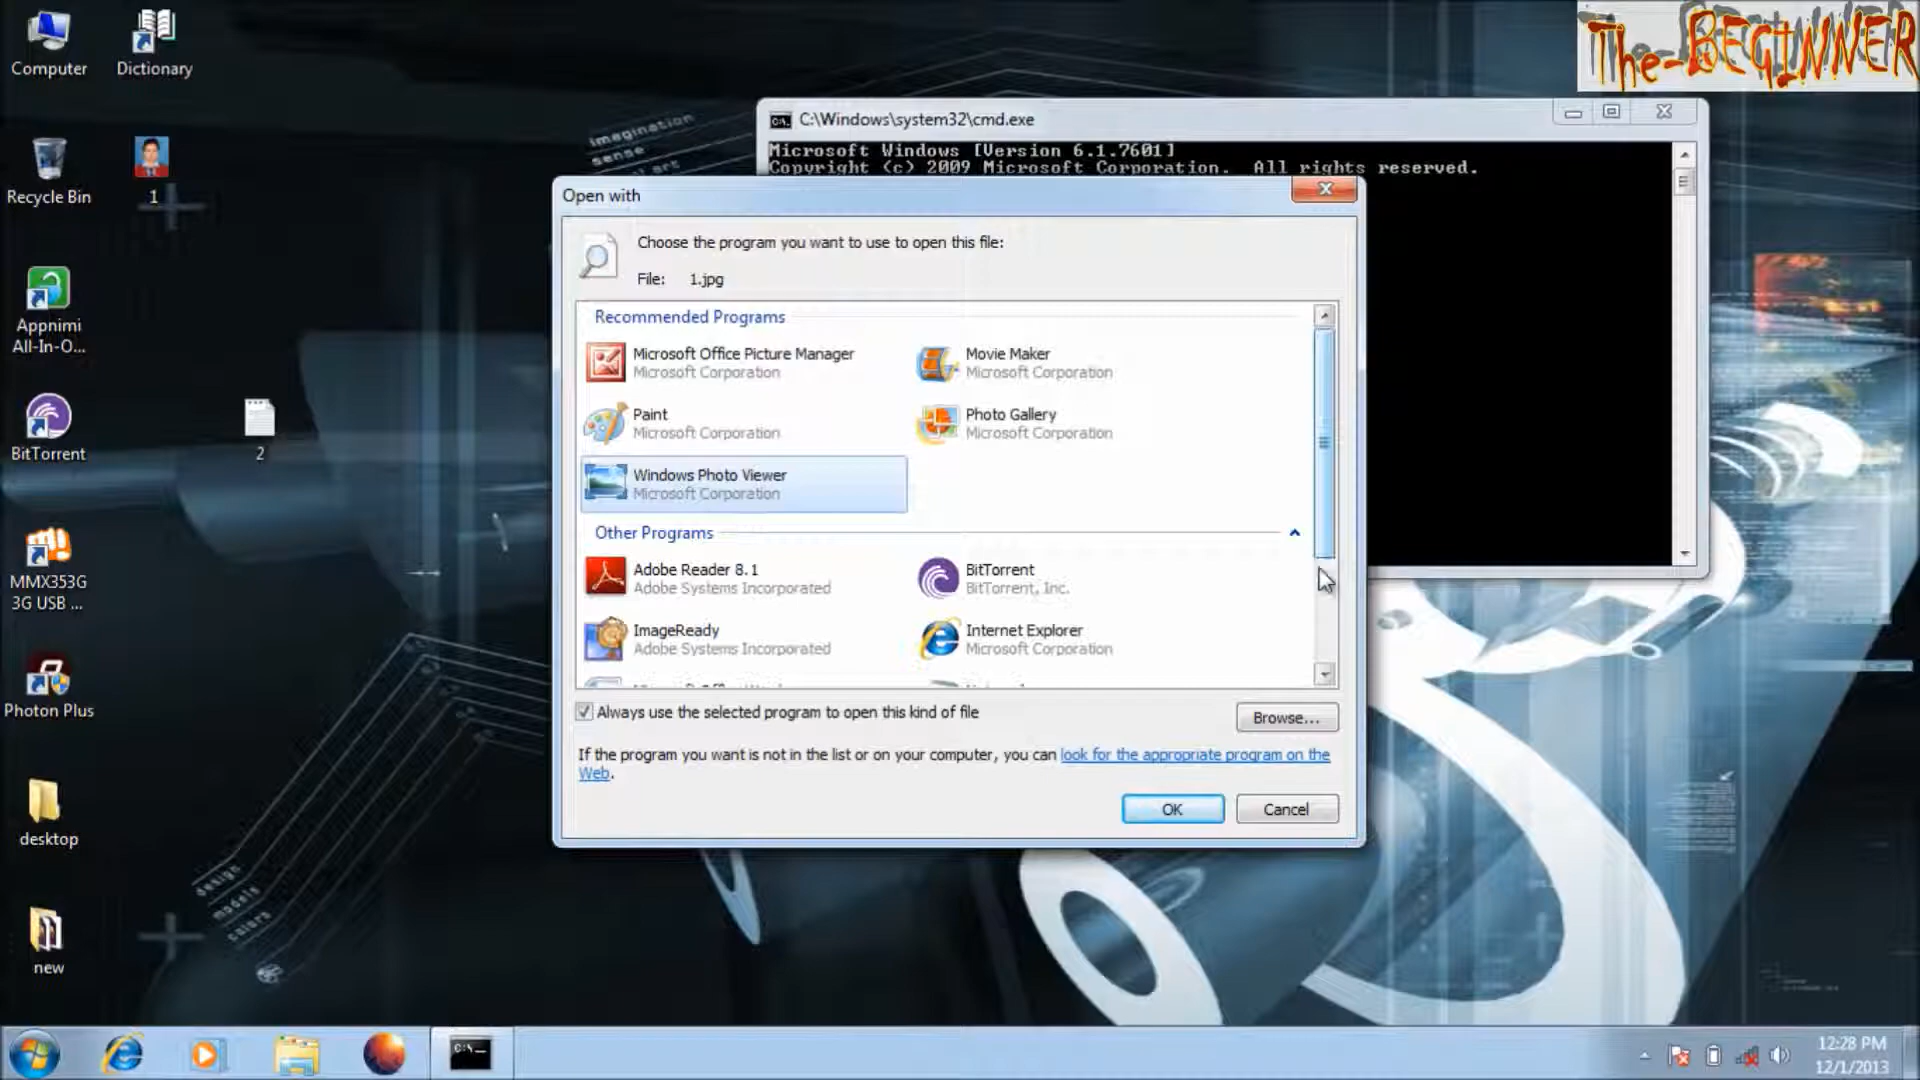 Computer
Dictionary
The-BEGINNER
Recycle Bin
1
Appnimi
All-In-O...
BitTorrent
2
MMX353G
3G USB ...
Photon Plus
desktop
new
imagination
sense
art
C:\Windows\system32\cmd.exe
Microsoft Windows [Version 6.1.7601]
Copyright (c) 2009 Microsoft Corporation. All rights reserved.
Open with
Choose the program you want to use to open this file:
File: 1.jpg
Recommended Programs
Microsoft Office Picture Manager
Microsoft Corporation
Movie Maker
Microsoft Corporation
Paint
Microsoft Corporation
Photo Gallery
Microsoft Corporation
Windows Photo Viewer
Microsoft Corporation
Other Programs
Adobe Reader 8.1
Adobe Systems Incorporated
BitTorrent
BitTorrent, Inc.
ImageReady
Adobe Systems Incorporated
Internet Explorer
Microsoft Corporation
Always use the selected program to open this kind of file
Browse...
If the program you want is not in the list or on your computer, you can look for the appropriate program on the
Web.
OK
Cancel
design
models
colors
C:\_
12:28 PM
12/1/2013